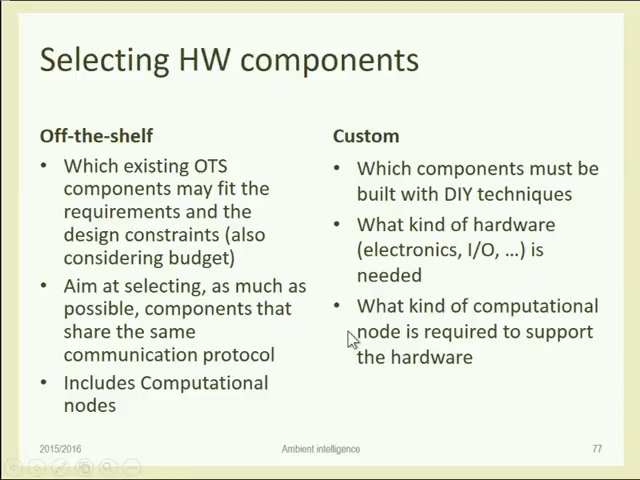 Selecting HW components
Off-the-shelf
• Which existing OTS
components may fit the
requirements and the
design constraints (also
considering budget)
• Aim at selecting, as much as
possible, components that
share the same
communication protocol
• Includes Computational
nodes
Custom
• Which components must be
built with DIY techniques
• What kind of hardware
(electronics, I/O, …) is
needed
• What kind of computational
node is required to support
the hardware
2015/2016
Ambient intelligence
77